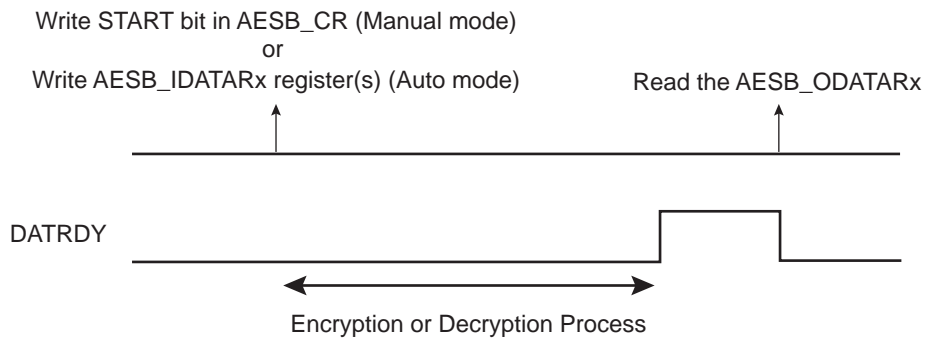 Write START bit in AESB_CR (Manual mode)
or
Write AESB_IDATARx register(s) (Auto mode)
Read the AESB_ODATARx
DATRDY
Encryption or Decryption Process